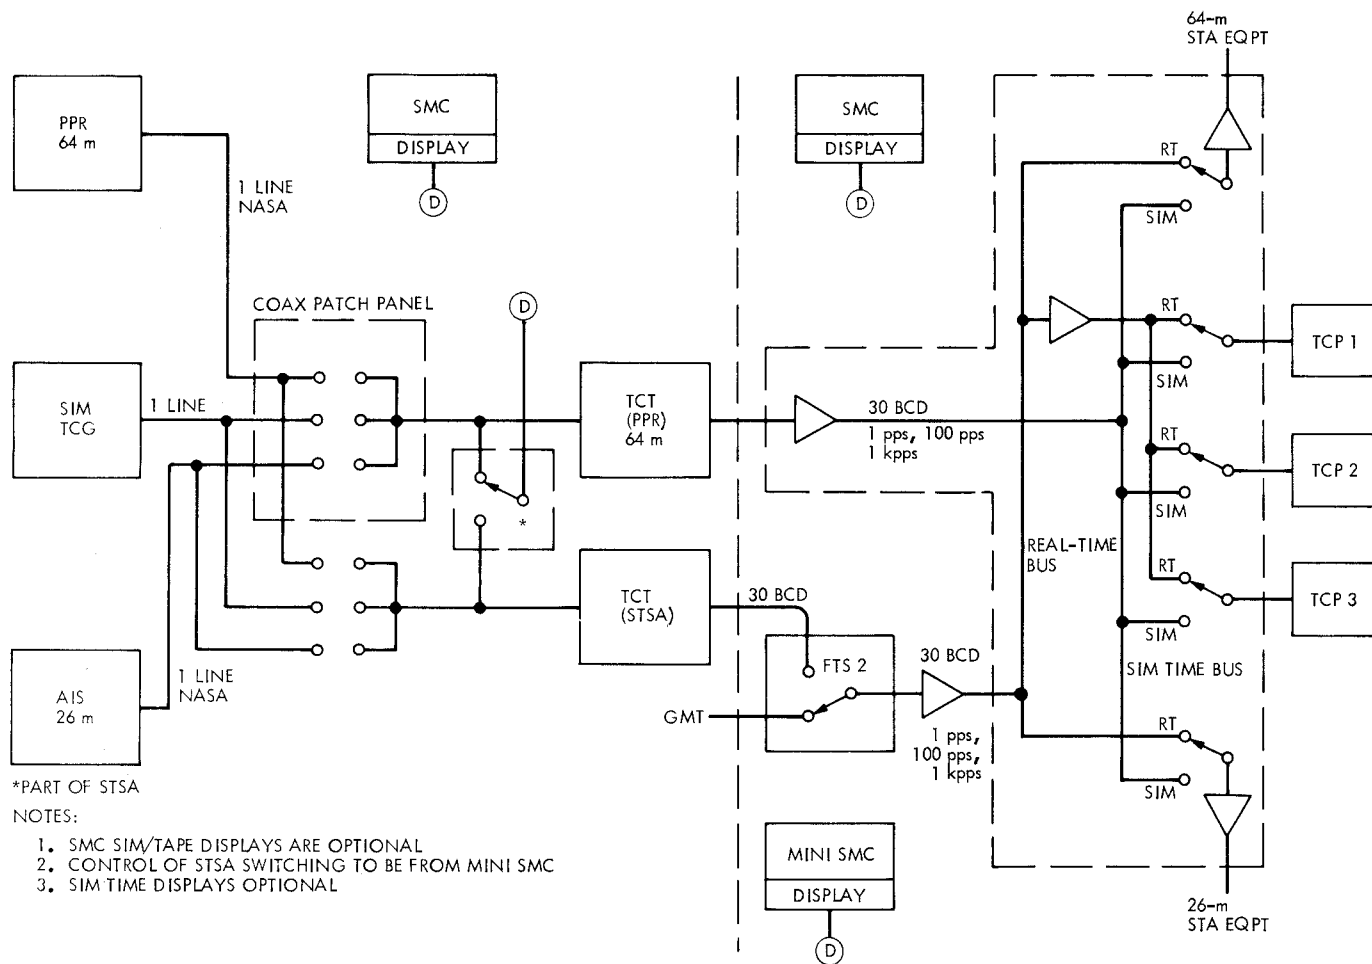 64-m
STA EQPT
PPR
64 m
SMC
DISPLAY
D
SMC
DISPLAY
D
RT
SIM
1 LINE
NASA
COAX PATCH PANEL
D
SIM
TCG
1 LINE
TCT
(PPR)
64 m
30 BCD
1 pps, 100 pps
1 kpps
RT
SIM
TCP 1
RT
SIM
TCP 2
*
REAL-TIME
BUS
RT
SIM
TCP 3
TCT
(STSA)
30 BCD
FTS 2
GMT
30 BCD
1 pps,
100 pps,
1 kpps
SIM TIME BUS
RT
SIM
AIS
26 m
1 LINE
NASA
*PART OF STSA
NOTES:
1. SMC SIM/TAPE DISPLAYS ARE OPTIONAL
2. CONTROL OF STSA SWITCHING TO BE FROM MINI SMC
3. SIM TIME DISPLAYS OPTIONAL
MINI SMC
DISPLAY
D
26-m
STA EQPT